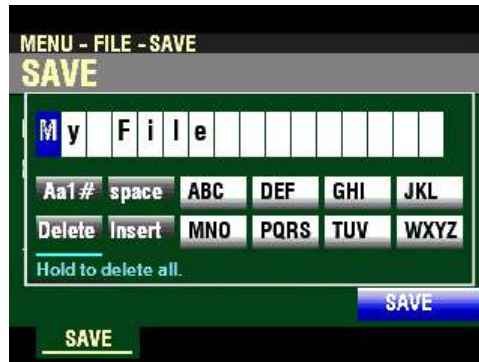 MENU - FILE - SAVE
SAVE
My File
Aa1# space ABC DEF GHI JKL
Delete Insert MNO PQRS TUV WXYZ
Hold to delete all.
SAVE
SAVE